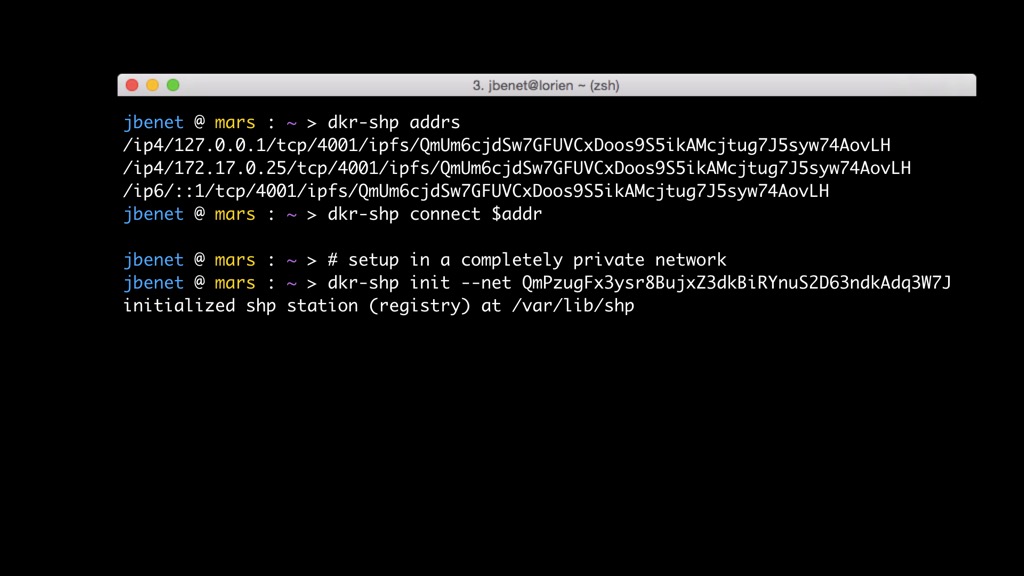 3. jbenet@lorien ~ (zsh)
jbenet @ mars : ~ > dkr-shp addrs
/ip4/127.0.0.1/tcp/4001/ipfs/QmUm6cjdSw7GFUVCxDoos9S5ikAMcjtug7J5syw74AovLH
/ip4/172.17.0.25/tcp/4001/ipfs/QmUm6cjdSw7GFUVCxDoos9S5ikAMcjtug7J5syw74AovLH
/ip6/::1/tcp/4001/ipfs/QmUm6cjdSw7GFUVCxDoos9S5ikAMcjtug7J5syw74AovLH
jbenet @ mars : ~ > dkr-shp connect $addr
jbenet @ mars : ~ > # setup in a completely private network
jbenet @ mars : ~ > dkr-shp init --net QmPzugFx3ysr8BujxZ3dkBiRYnuS2D63ndkAdq3W7J
initialized shp station (registry) at /var/lib/shp